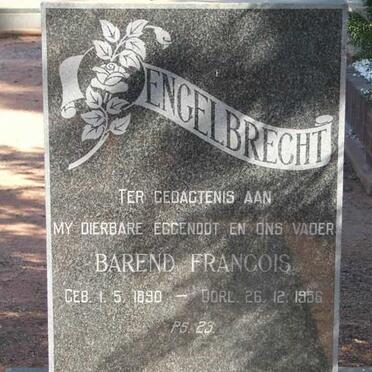 ENGELBRECHT
TER GEDAGTENIS AAN
MY DIERBARE EGGENOOT EN ONS VADER
BAREND FRANCOIS
GEB. 1. 5. 1890 — OORL. 26. 12. 1956
PS. 23.